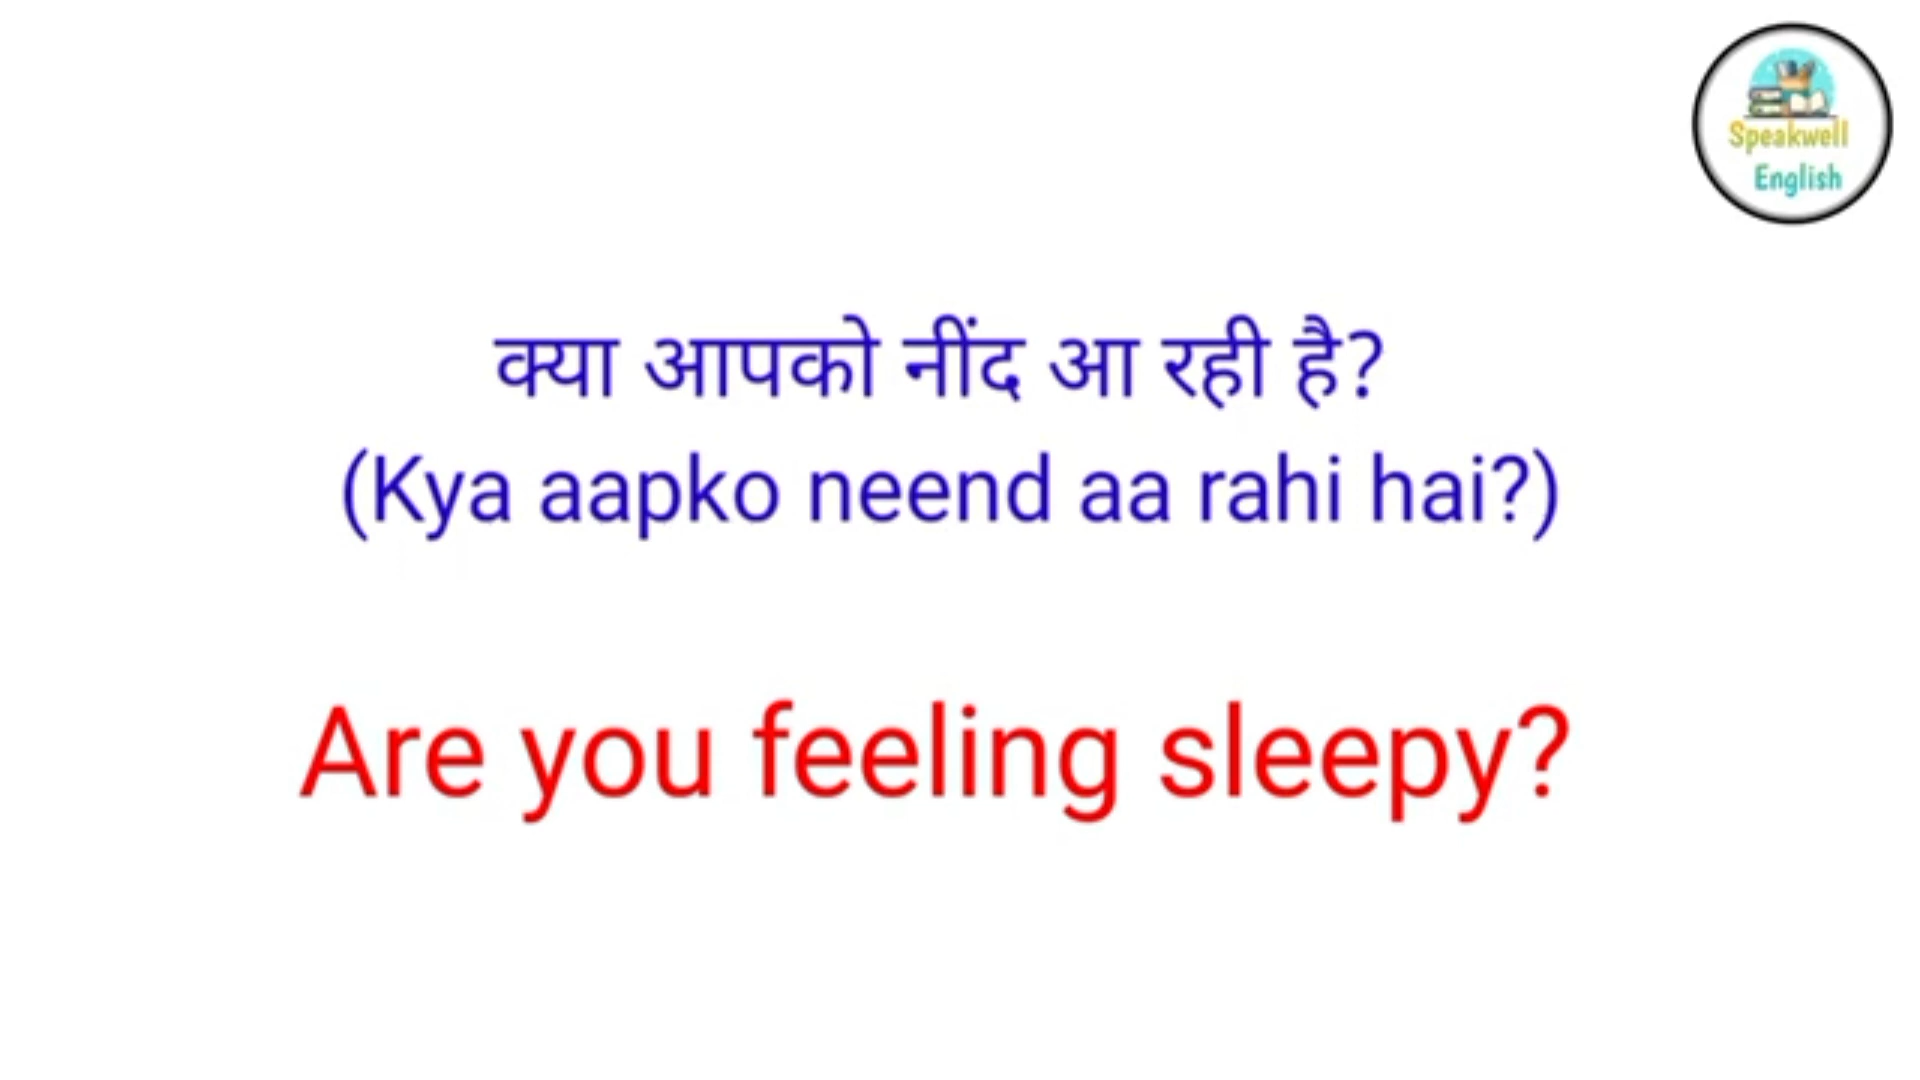 Speakwell
English
क्या आपको नींद आ रही है?
(Kya aapko neend aa rahi hai?)
Are you feeling sleepy?